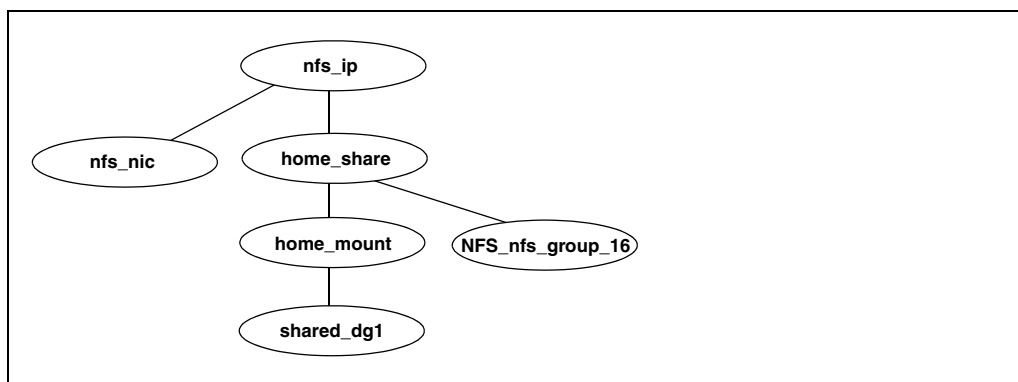 nfs_ip
nfs_nic
home_share
home_mount
NFS_nfs_group_16
shared_dg1